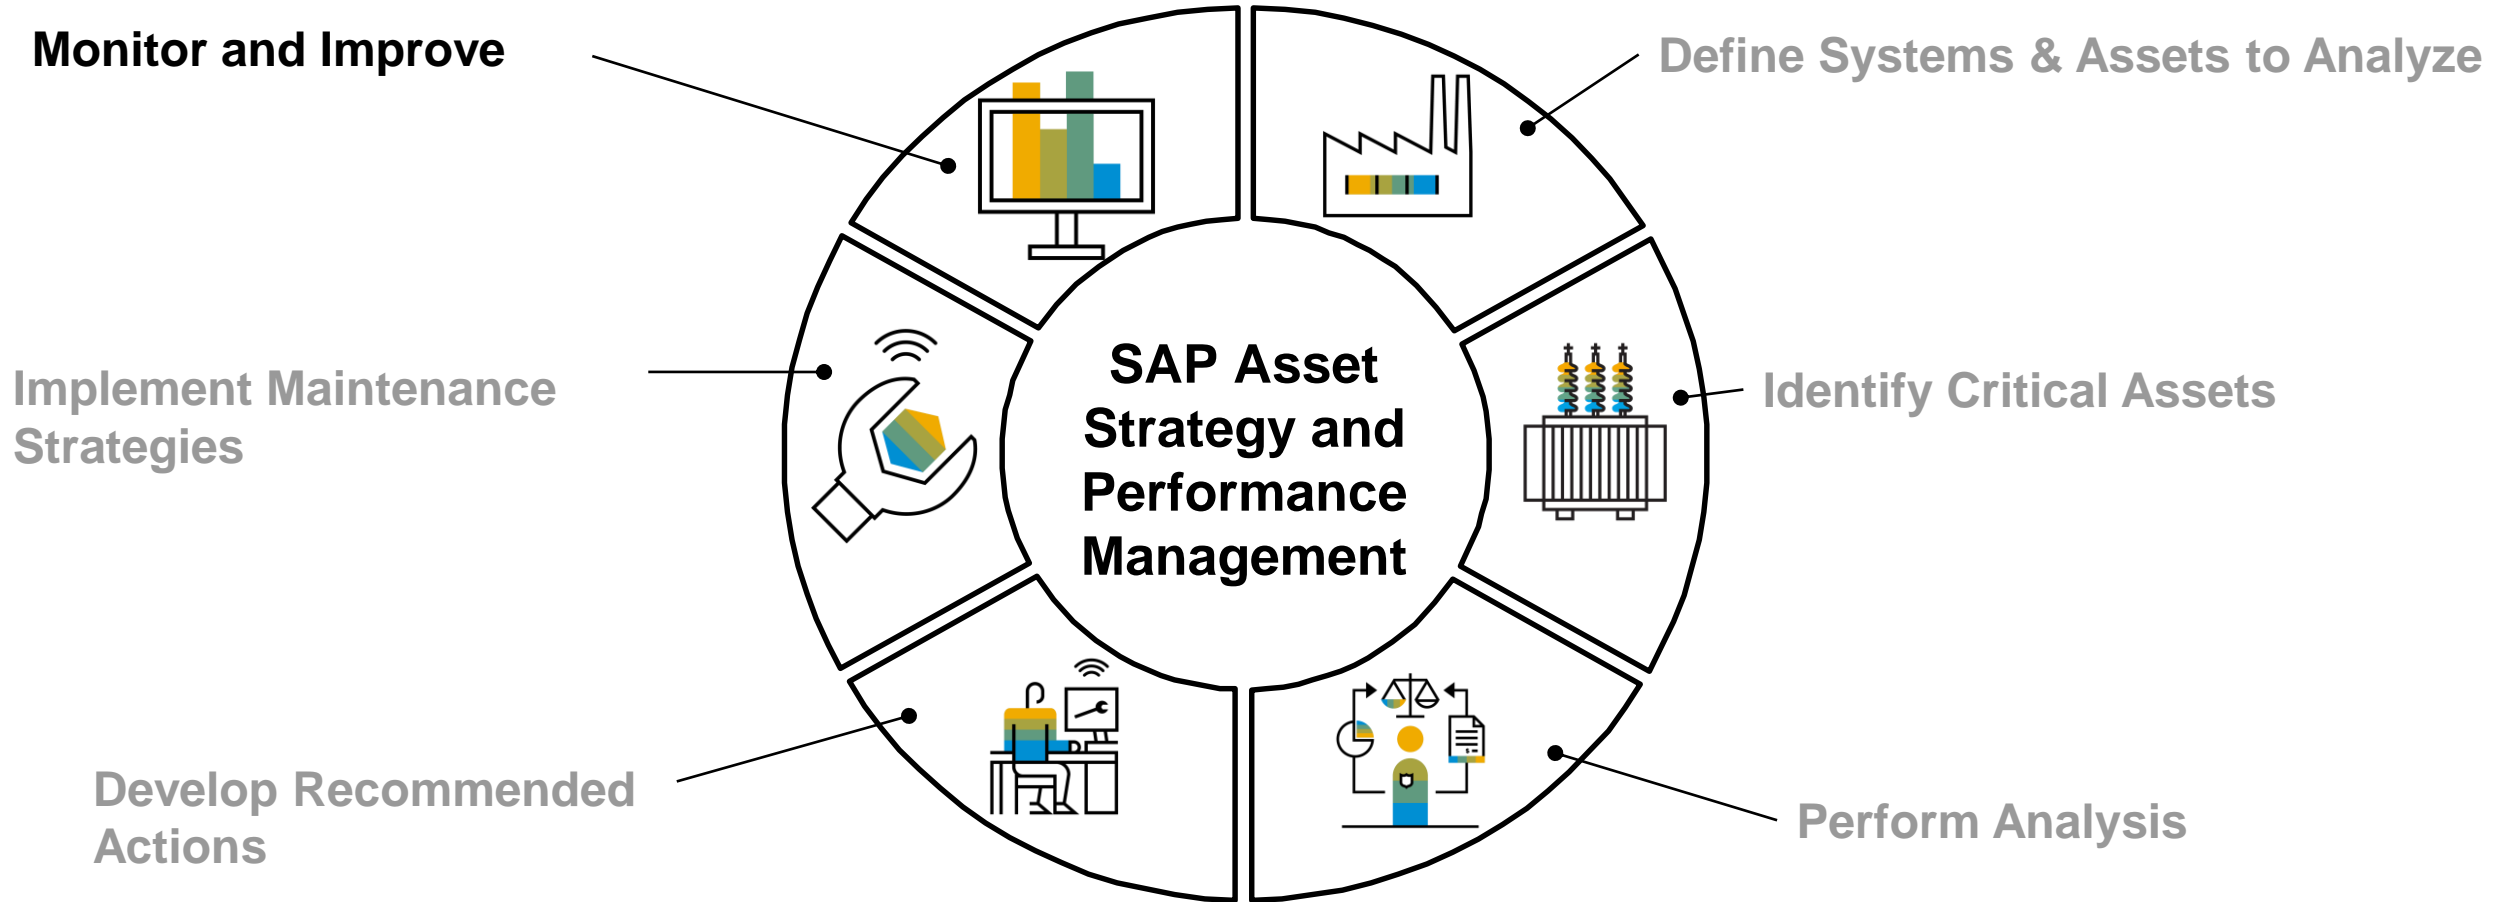 Monitor and Improve
Define Systems & Assets to Analyze
Implement Maintenance
Strategies
SAP Asset
Strategy and
Performance
Management
Identify Critical Assets
Develop Recommended
Actions
Perform Analysis